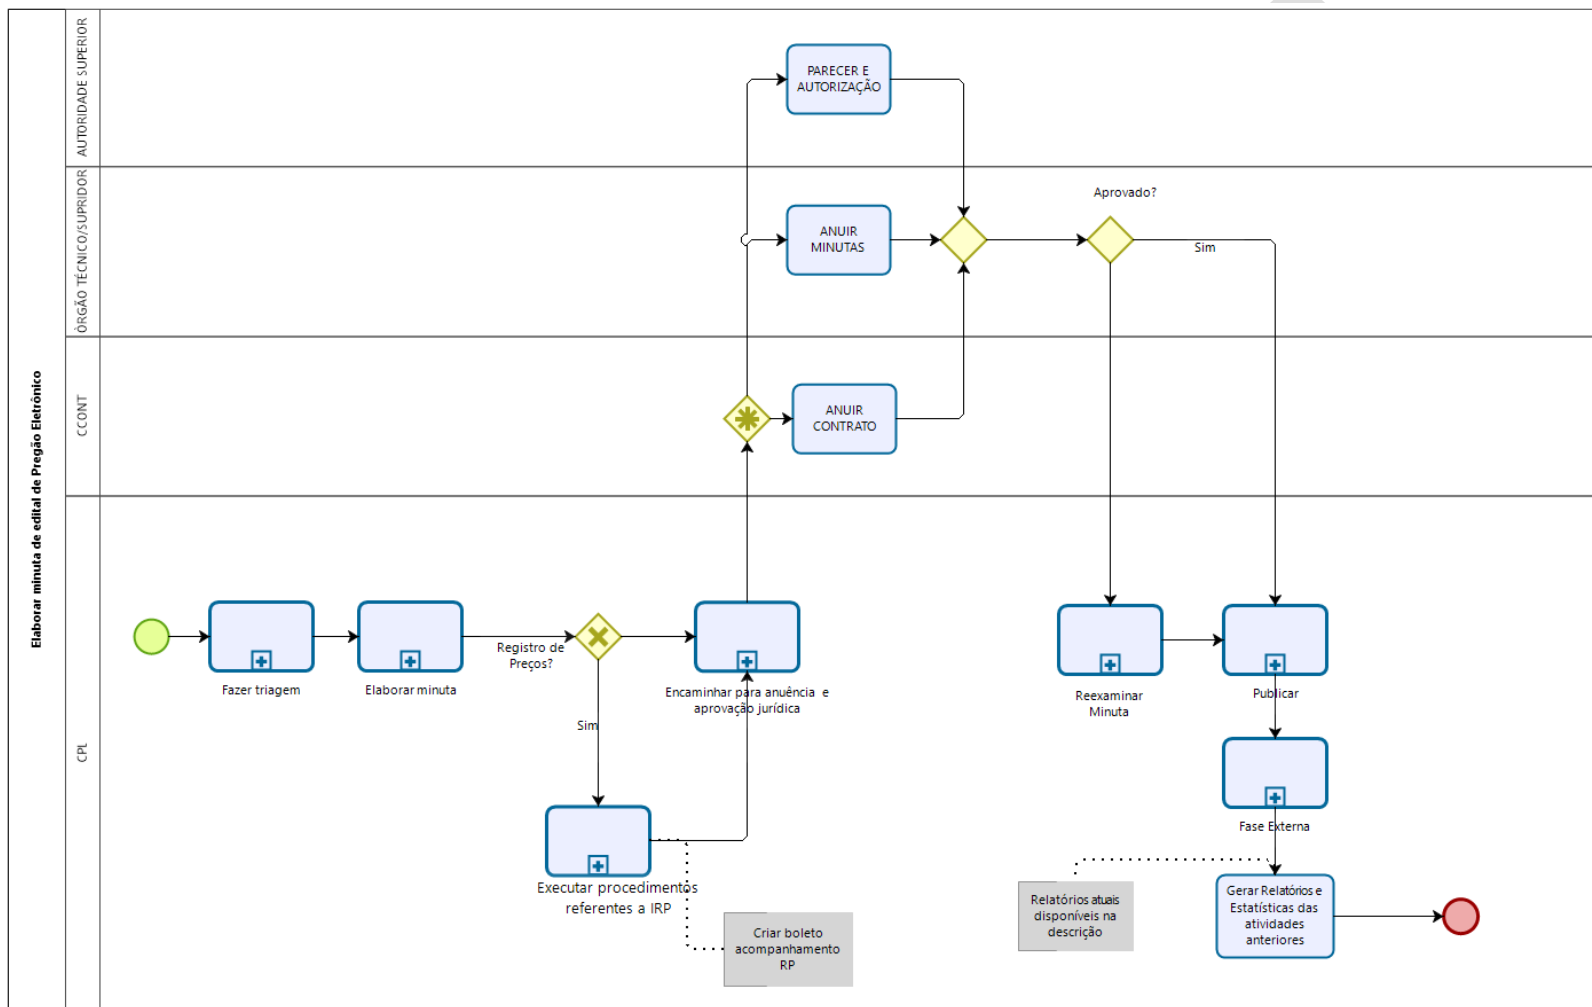 Elaborar minuta de edital de Pregão Eletrônico
AUTORIDADE SUPERIOR
PARECER E
AUTORIZAÇÃO
ÒRGÃO TÉCNICO/SUPRIDOR
ANUIR
MINUTAS
Aprovado?
Sim
CCONT
ANUIR
CONTRATO
CPL
Fazer triagem
Elaborar minuta
Registro de
Preços?
Sim
Encaminhar para anuência e
aprovação jurídica
Executar procedimentos
referentes a IRP
Criar boleto
acompanhamento
RP
Reexaminar
Minuta
Publicar
Fase Externa
Relatórios atuais
disponíveis na
descrição
Gerar Relatórios e
Estatísticas das
atividades
anteriores